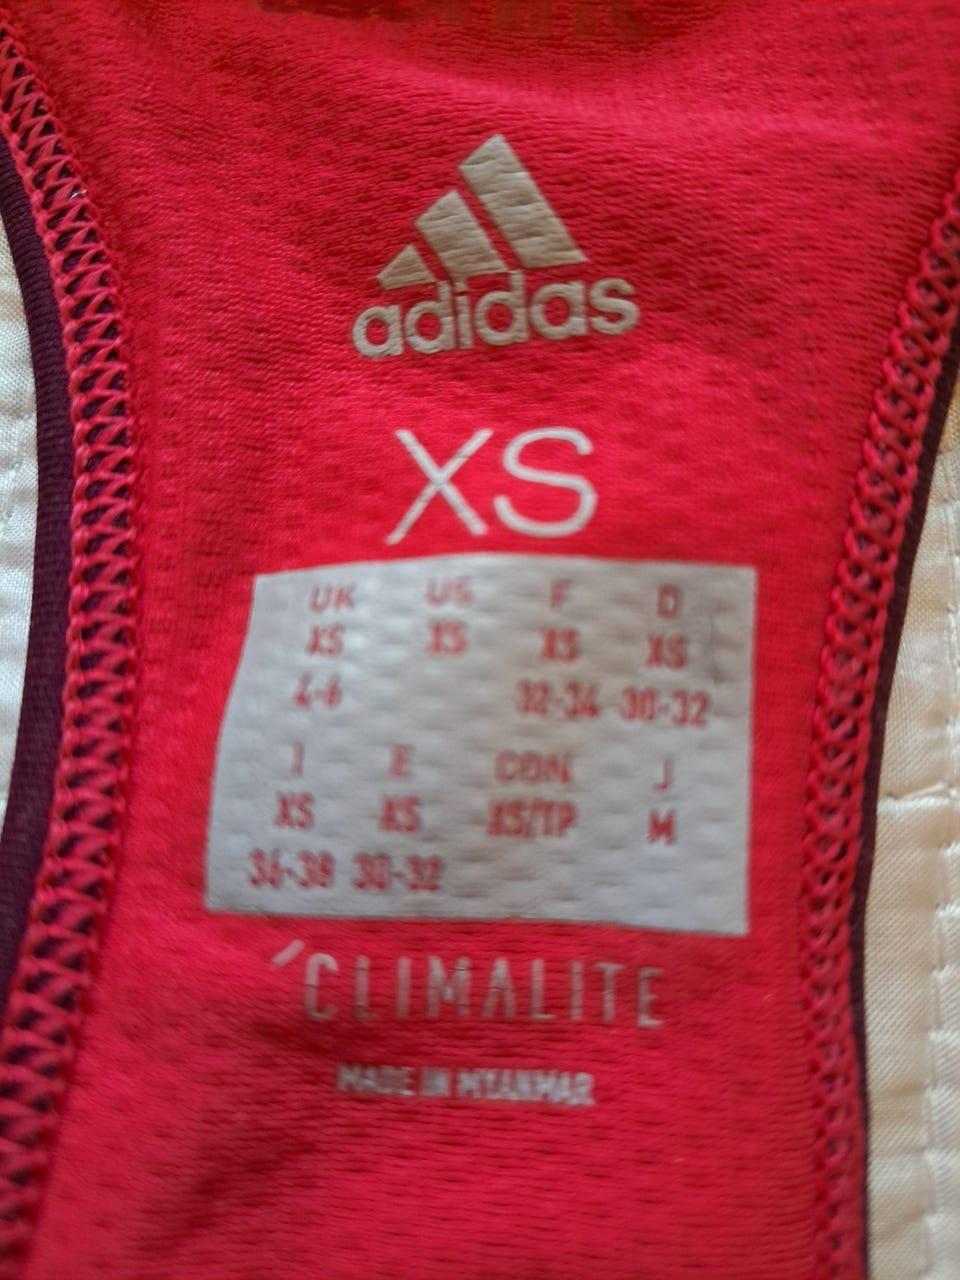 adidas
XS
UK US F D
XS XS XS XS
4-6 32-34 30-32
I E CDN J
XS XS XS/TP M
36-38 30-32
CLIMALITE
MADE IN MYANMAR